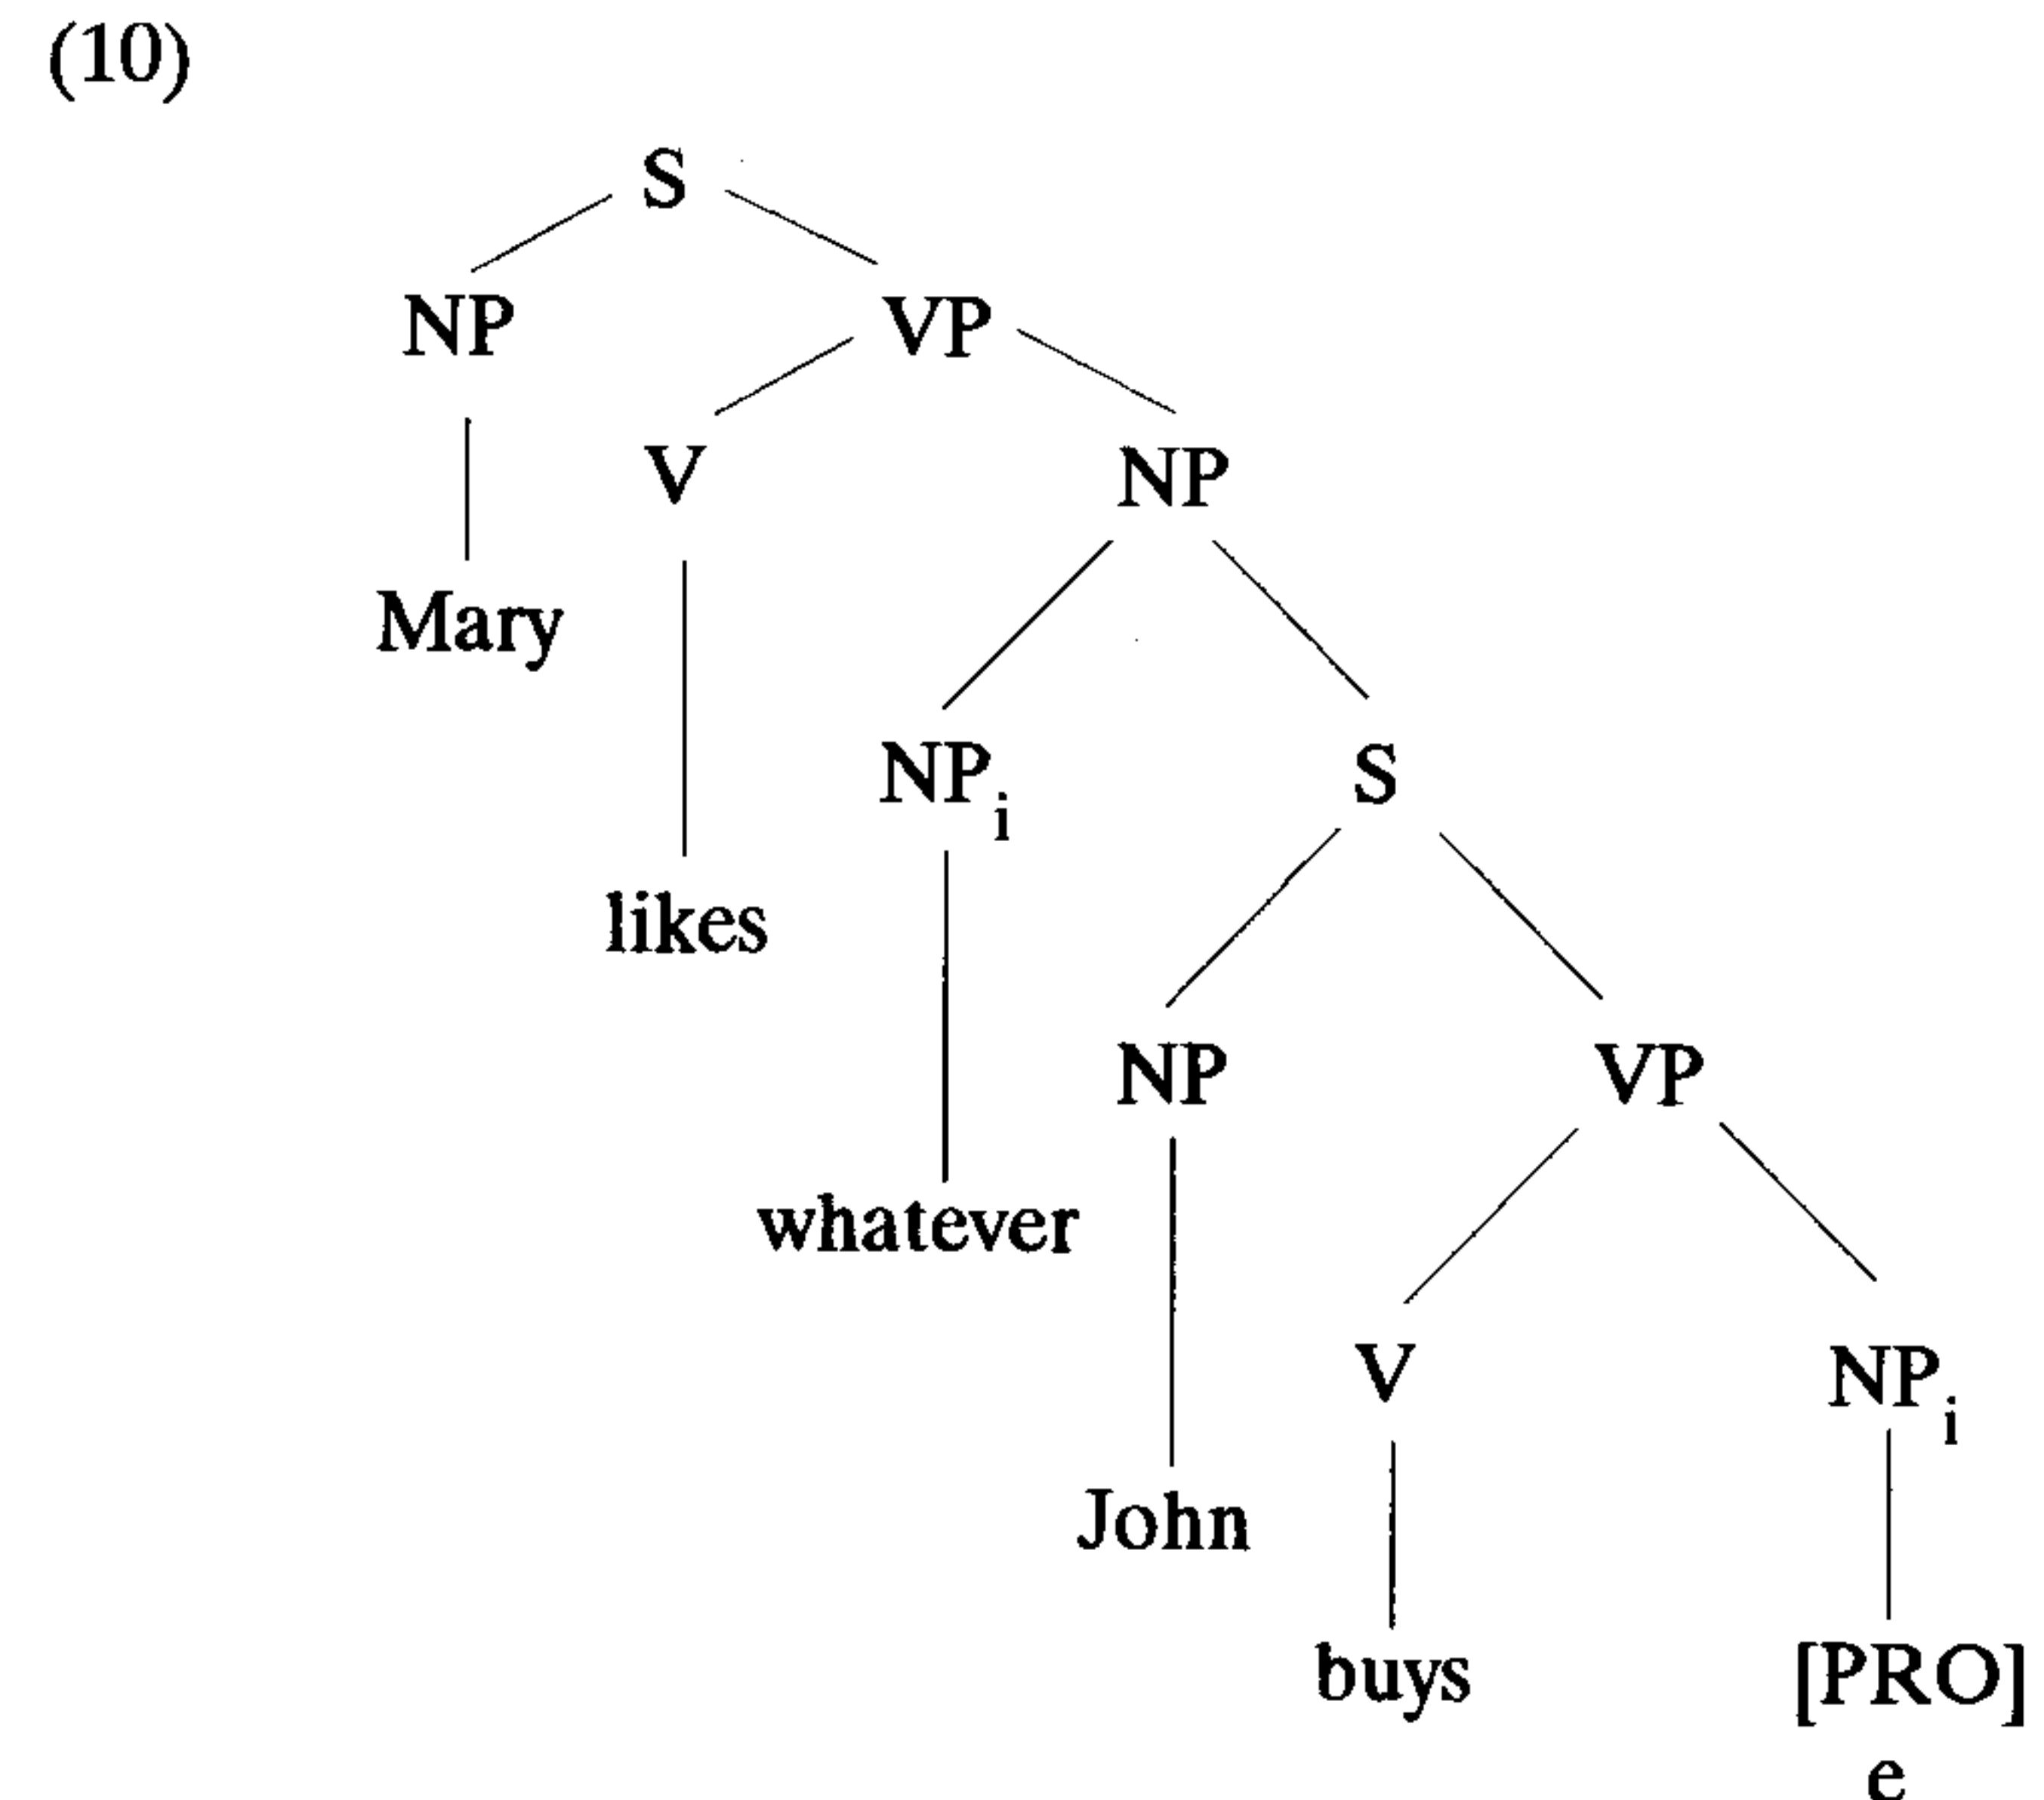 (10)
S
NP VP
V NP
Mary
NPi S
likes
NP VP
whatever
V NPi
John
buys [PRO]
e